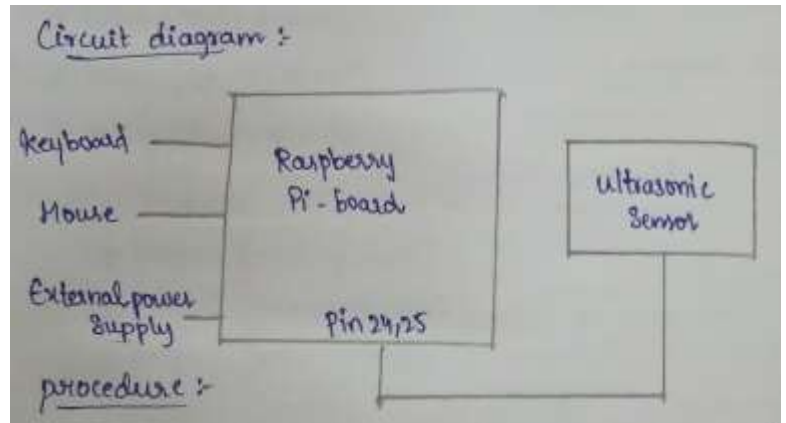 Circuit diagram :-
Keyboard
Raspberry
Pi - board
Mouse
Ultrasonic
Sensor
External power
Supply
Pin 24,25
procedure :-